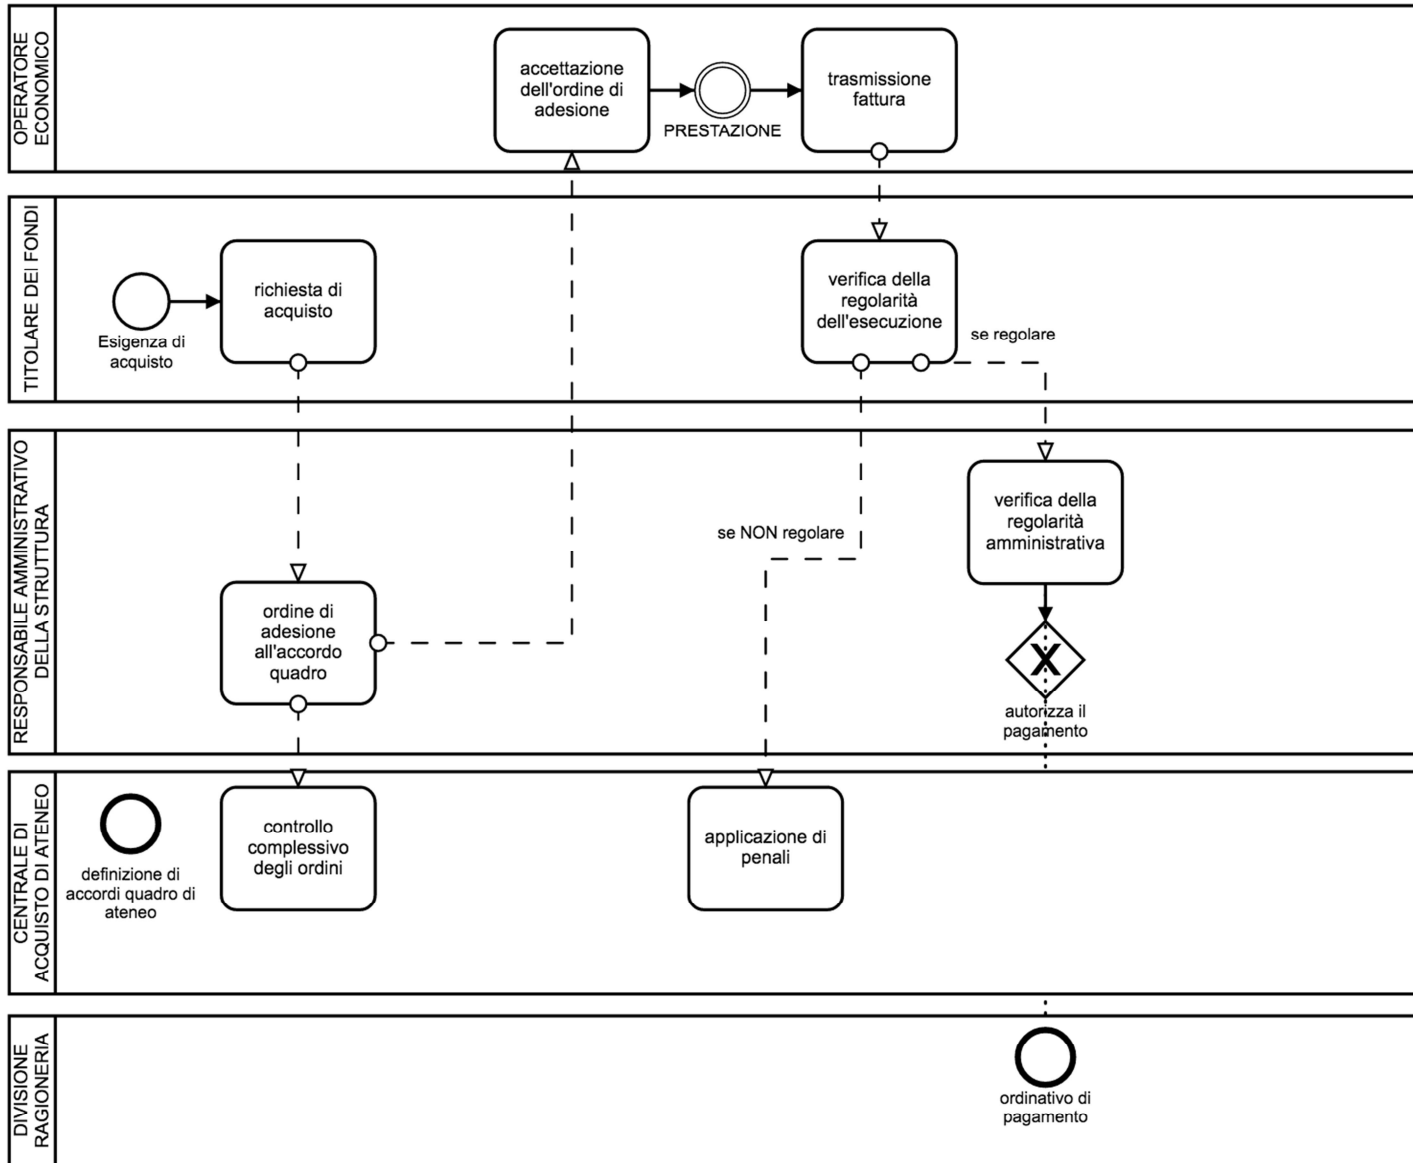 OPERATORE
ECONOMICO
accettazione
dell'ordine di
adesione
PRESTAZIONE
trasmissione
fattura
TITOLARE DEI FONDI
Esigenza di
acquisto
richiesta di
acquisto
verifica della
regolarità
dell'esecuzione
se regolare
RESPONSABILE AMMINISTRATIVO
DELLA STRUTTURA
ordine di
adesione
all'accordo
quadro
se NON regolare
verifica della
regolarità
amministrativa
X
autorizza il
pagamento
CENTRALE DI
ACQUISTO DI ATENEO
definizione di
accordi quadro di
ateneo
controllo
complessivo
degli ordini
applicazione di
penali
DIVISIONE
RAGIONERIA
ordinativo di
pagamento